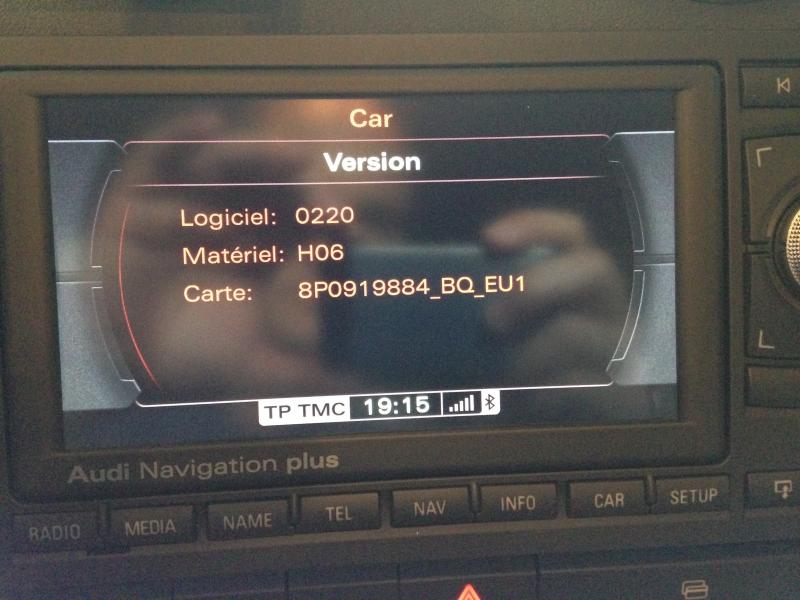 Car
Version
Logiciel: 0220
Matériel: H06
Carte: 8P0919884_BQ_EU1
TP TMC 19:15
Audi Navigation plus
RADIO MEDIA NAME TEL NAV INFO CAR SETUP